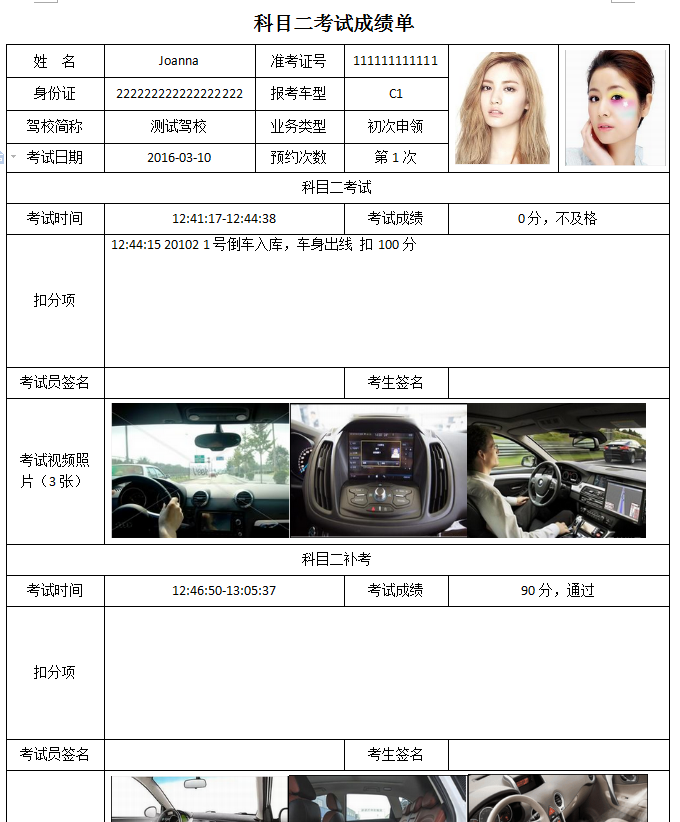 科目二考试成绩单
姓 名 Joanna 准考证号 111111111111
身份证 222222222222222222 报考车型 C1
驾校简称 测试驾校 业务类型 初次申领
考试日期 2016-03-10 预约次数 第 1 次
科目二考试
考试时间 12:41:17-12:44:38 考试成绩 0 分，不及格
12:44:15 20102 1 号倒车入库，车身出线 扣 100 分
扣分项
考试员签名 考生签名
考试视频照
片（3 张）
科目二补考
考试时间 12:46:50-13:05:37 考试成绩 90 分，通过
扣分项
考试员签名 考生签名